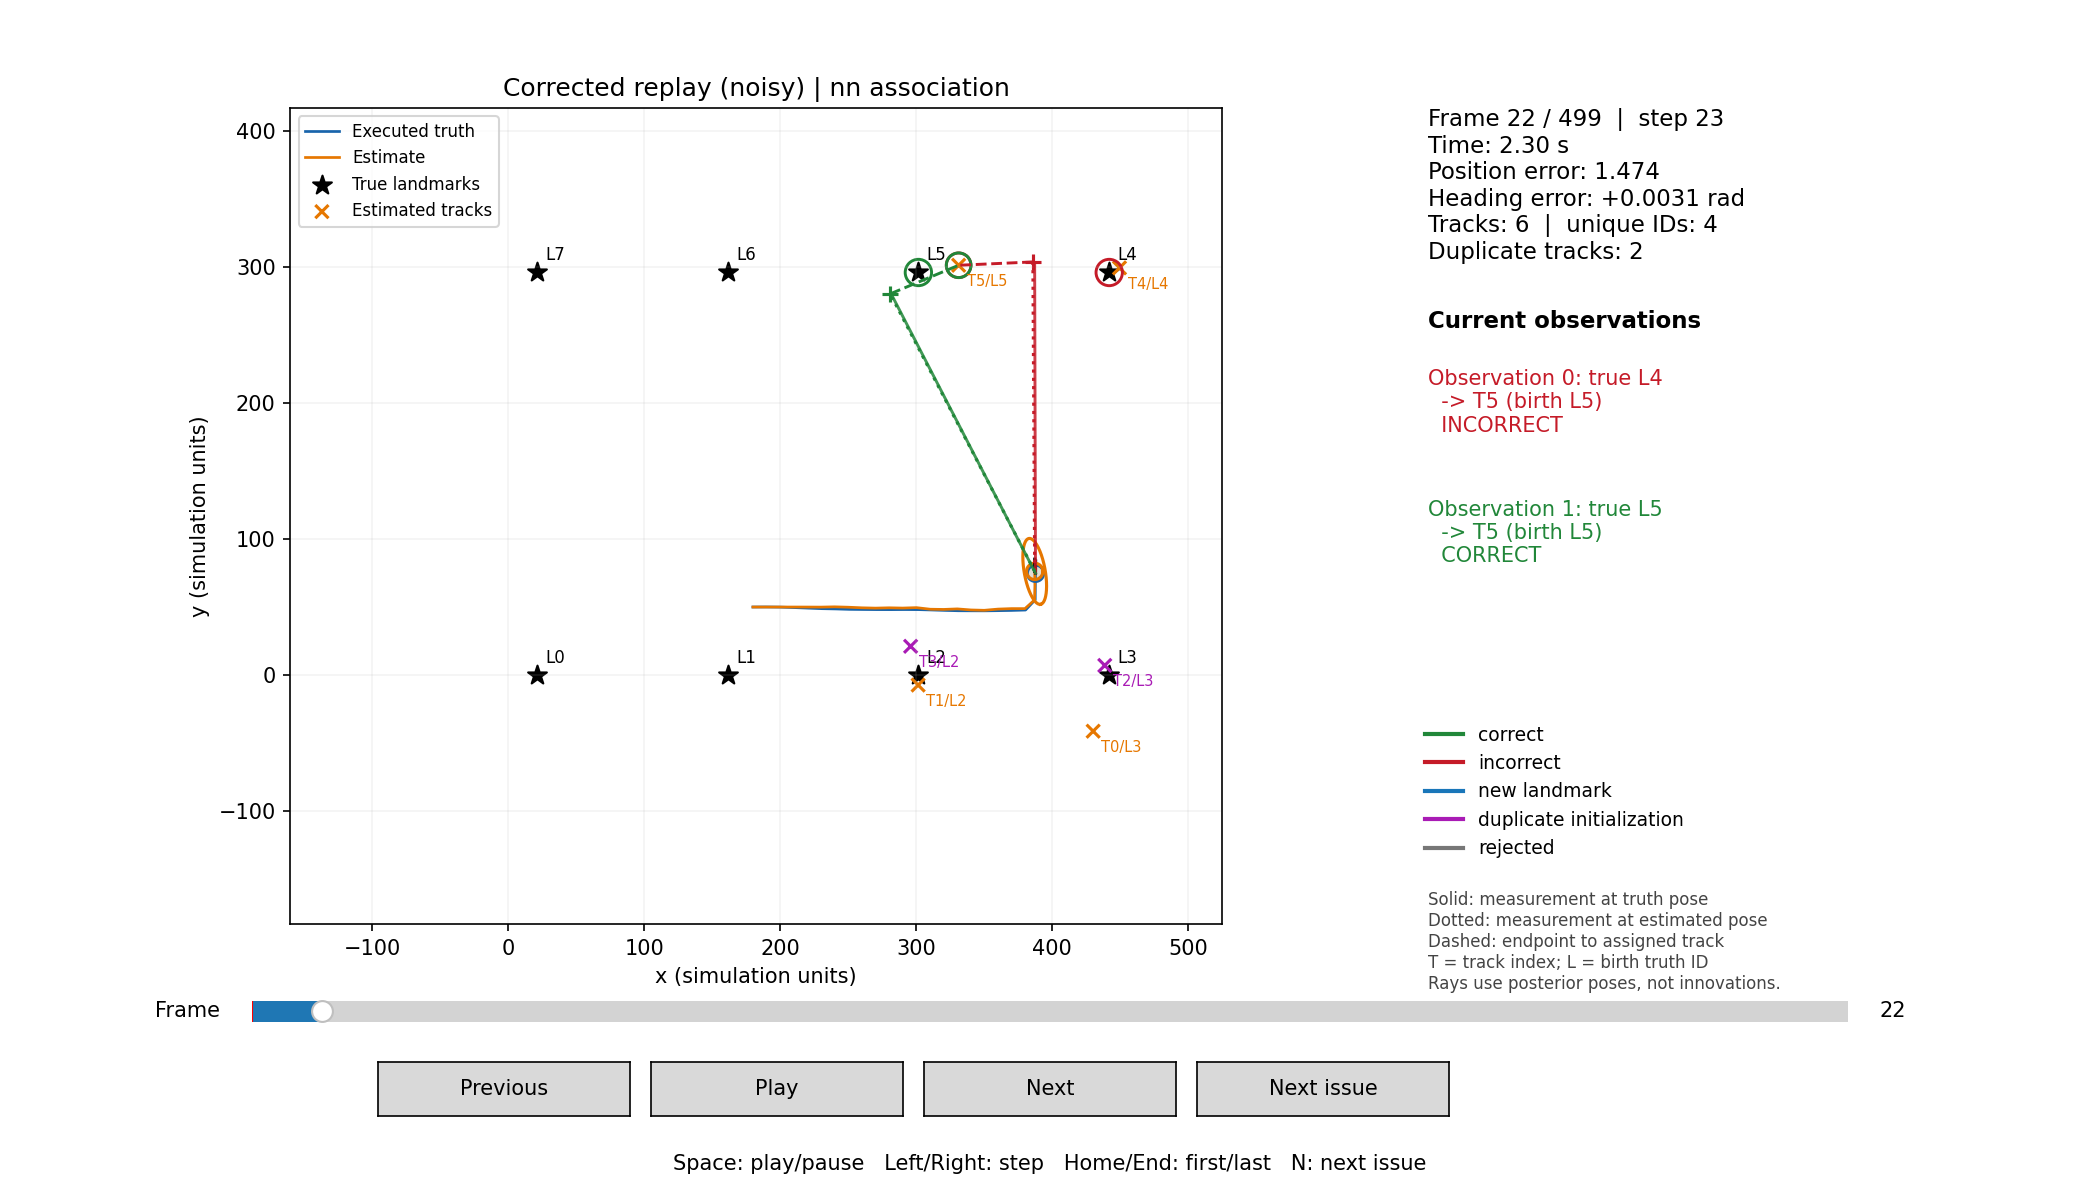 Corrected replay (noisy) | nn association
Executed truth
Estimate
True landmarks
Estimated tracks
400
300
200
100
0
−100
y (simulation units)
−100
0
100
200
300
400
500
x (simulation units)
L7
L6
L5
L4
T5/L5
T4/L4
L0
L1
L2
L3
T3/L2
T2/L3
T1/L2
T0/L3
Frame 22 / 499 | step 23
Time: 2.30 s
Position error: 1.474
Heading error: +0.0031 rad
Tracks: 6 | unique IDs: 4
Duplicate tracks: 2
Current observations
Observation 0: true L4
-> T5 (birth L5)
INCORRECT
Observation 1: true L5
-> T5 (birth L5)
CORRECT
correct
incorrect
new landmark
duplicate initialization
rejected
Solid: measurement at truth pose
Dotted: measurement at estimated pose
Dashed: endpoint to assigned track
T = track index; L = birth truth ID
Rays use posterior poses, not innovations.
Frame
22
Previous
Play
Next
Next issue
Space: play/pause   Left/Right: step   Home/End: first/last   N: next issue